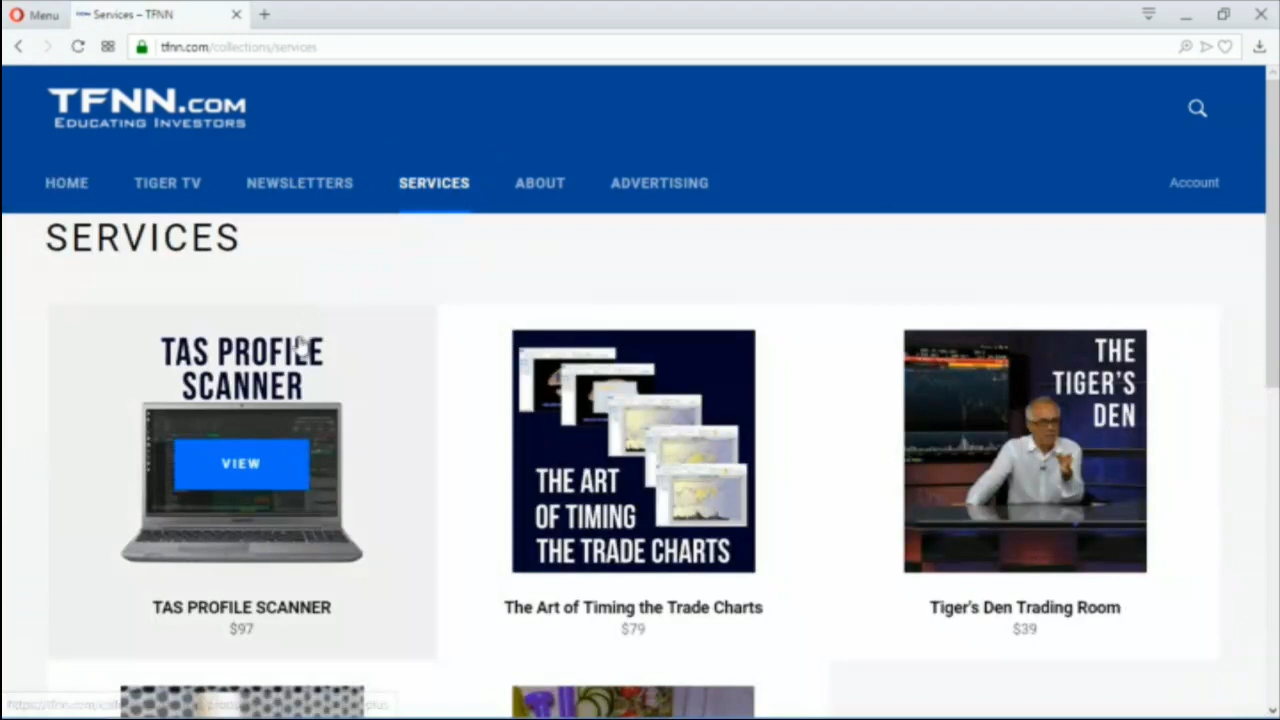 Menu
Services – TFNN
tfnn.com/collections/services
TFNN.COM
EDUCATING INVESTORS
HOME
TIGER TV
NEWSLETTERS
SERVICES
ABOUT
ADVERTISING
Account
SERVICES
TAS PROFILE
SCANNER
VIEW
TAS PROFILE SCANNER
$97
THE ART
OF TIMING
THE TRADE CHARTS
The Art of Timing the Trade Charts
$79
THE
TIGER'S
DEN
Tiger's Den Trading Room
$39